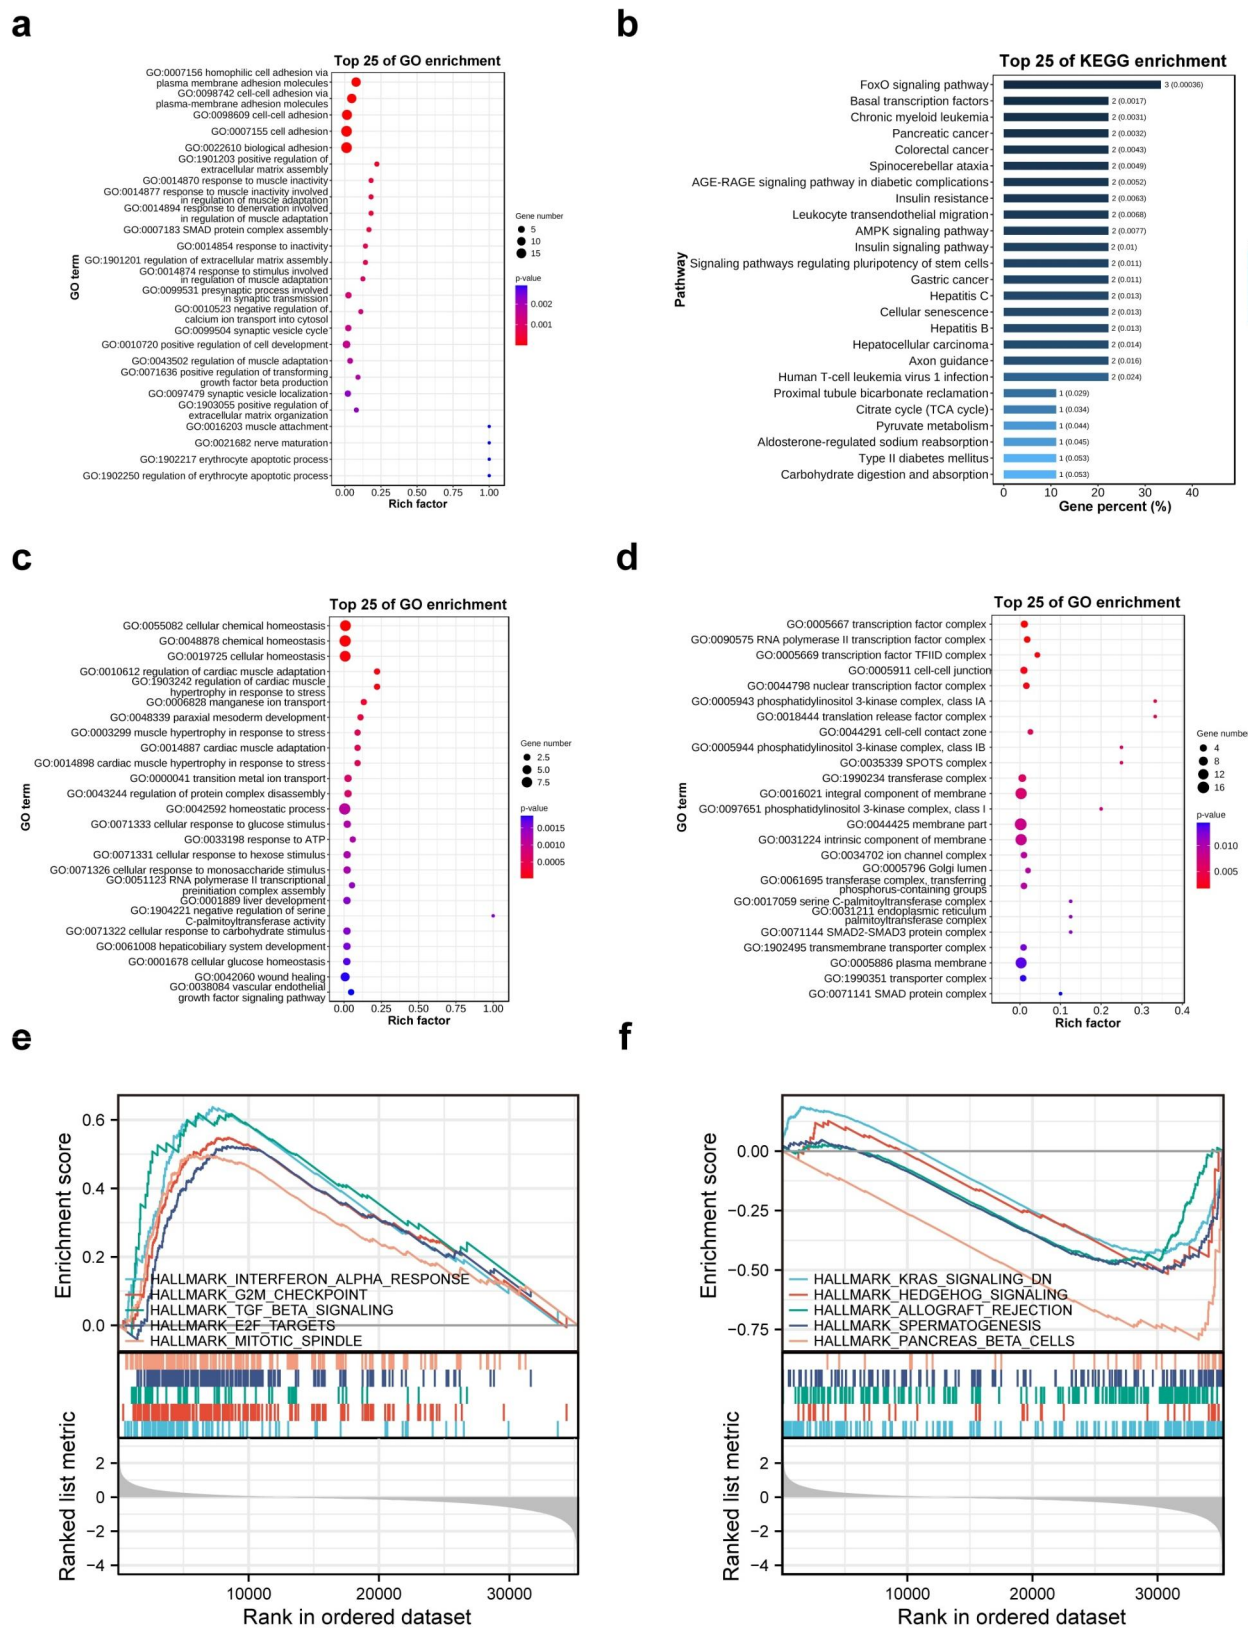 a
Top 25 of GO enrichment
GO:0007156 homophilic cell adhesion via
plasma membrane adhesion molecules
GO:0098742 cell-cell adhesion via
plasma-membrane adhesion molecules
GO:0098609 cell-cell adhesion
GO:0007155 cell adhesion
GO:0022610 biological adhesion
GO:1901203 positive regulation of
extracellular matrix assembly
GO:0014870 response to muscle inactivity
GO:0014877 response to muscle inactivity involved
in regulation of muscle adaptation
GO:0014894 response to denervation involved
in regulation of muscle adaptation
GO:0007183 SMAD protein complex assembly
GO:0014854 response to inactivity
GO:1901201 regulation of extracellular matrix assembly
GO:0014874 response to stimulus involved
in regulation of muscle adaptation
GO:0099531 presynaptic process involved
in synaptic transmission
GO:0010523 negative regulation of
calcium ion transport into cytosol
GO:0099504 synaptic vesicle cycle
GO:0010720 positive regulation of cell development
GO:0043502 regulation of muscle adaptation
GO:0071636 positive regulation of transforming
growth factor beta production
GO:0097479 synaptic vesicle localization
GO:1903055 positive regulation of
extracellular matrix organization
GO:0016203 muscle attachment
GO:0021682 nerve maturation
GO:1902217 erythrocyte apoptotic process
GO:1902250 regulation of erythrocyte apoptotic process
GO term
0.00 0.25 0.50 0.75 1.00
Rich factor
Gene number
5
10
15
p-value
0.002
0.001
b
Top 25 of KEGG enrichment
FoxO signaling pathway 3 (0.00036)
Basal transcription factors 2 (0.0017)
Chronic myeloid leukemia 2 (0.0031)
Pancreatic cancer 2 (0.0032)
Colorectal cancer 2 (0.0043)
Spinocerebellar ataxia 2 (0.0049)
AGE-RAGE signaling pathway in diabetic complications 2 (0.0052)
Insulin resistance 2 (0.0063)
Leukocyte transendothelial migration 2 (0.0068)
AMPK signaling pathway 2 (0.0077)
Insulin signaling pathway 2 (0.01)
Signaling pathways regulating pluripotency of stem cells 2 (0.011)
Gastric cancer 2 (0.011)
Hepatitis C 2 (0.013)
Cellular senescence 2 (0.013)
Hepatitis B 2 (0.013)
Hepatocellular carcinoma 2 (0.014)
Axon guidance 2 (0.016)
Human T-cell leukemia virus 1 infection 2 (0.024)
Proximal tubule bicarbonate reclamation 1 (0.029)
Citrate cycle (TCA cycle) 1 (0.034)
Pyruvate metabolism 1 (0.044)
Aldosterone-regulated sodium reabsorption 1 (0.045)
Type II diabetes mellitus 1 (0.053)
Carbohydrate digestion and absorption 1 (0.053)
Pathway
0 10 20 30 40
Gene percent (%)
c
Top 25 of GO enrichment
GO:0055082 cellular chemical homeostasis
GO:0048878 chemical homeostasis
GO:0019725 cellular homeostasis
GO:0010612 regulation of cardiac muscle adaptation
GO:1903242 regulation of cardiac muscle
hypertrophy in response to stress
GO:0006828 manganese ion transport
GO:0048339 paraxial mesoderm development
GO:0003299 muscle hypertrophy in response to stress
GO:0014887 cardiac muscle adaptation
GO:0014898 cardiac muscle hypertrophy in response to stress
GO:0000041 transition metal ion transport
GO:0043244 regulation of protein complex disassembly
GO:0042592 homeostatic process
GO:0071333 cellular response to glucose stimulus
GO:0033198 response to ATP
GO:0071331 cellular response to hexose stimulus
GO:0071326 cellular response to monosaccharide stimulus
GO:0051123 RNA polymerase II transcriptional
preinitiation complex assembly
GO:0001889 liver development
GO:1904221 negative regulation of serine
C-palmitoyltransferase activity
GO:0071322 cellular response to carbohydrate stimulus
GO:0061008 hepaticobiliary system development
GO:0001678 cellular glucose homeostasis
GO:0042060 wound healing
GO:0038084 vascular endothelial
growth factor signaling pathway
GO term
0.00 0.25 0.50 0.75 1.00
Rich factor
Gene number
2.5
5.0
7.5
p-value
0.0015
0.0010
0.0005
d
Top 25 of GO enrichment
GO:0005667 transcription factor complex
GO:0090575 RNA polymerase II transcription factor complex
GO:0005669 transcription factor TFIID complex
GO:0005911 cell-cell junction
GO:0044798 nuclear transcription factor complex
GO:0005943 phosphatidylinositol 3-kinase complex, class IA
GO:0018444 translation release factor complex
GO:0044291 cell-cell contact zone
GO:0005944 phosphatidylinositol 3-kinase complex, class IB
GO:0035339 SPOTS complex
GO:1990234 transferase complex
GO:0016021 integral component of membrane
GO:0097651 phosphatidylinositol 3-kinase complex, class I
GO:0044425 membrane part
GO:0031224 intrinsic component of membrane
GO:0034702 ion channel complex
GO:0005796 Golgi lumen
GO:0061695 transferase complex, transferring
phosphorus-containing groups
GO:0017059 serine C-palmitoyltransferase complex
GO:0031211 endoplasmic reticulum
palmitoyltransferase complex
GO:0071144 SMAD2-SMAD3 protein complex
GO:1902495 transmembrane transporter complex
GO:0005886 plasma membrane
GO:1990351 transporter complex
GO:0071141 SMAD protein complex
GO term
0.0 0.1 0.2 0.3 0.4
Rich factor
Gene number
4
8
12
16
p-value
0.010
0.005
e
Enrichment score
0.6
0.4
0.2
0.0
HALLMARK_INTERFERON_ALPHA_RESPONSE
HALLMARK_G2M_CHECKPOINT
HALLMARK_TGF_BETA_SIGNALING
HALLMARK_E2F_TARGETS
HALLMARK_MITOTIC_SPINDLE
Ranked list metric
2
0
−2
−4
10000 20000 30000
Rank in ordered dataset
f
Enrichment score
0.00
−0.25
−0.50
−0.75
HALLMARK_KRAS_SIGNALING_DN
HALLMARK_HEDGEHOG_SIGNALING
HALLMARK_ALLOGRAFT_REJECTION
HALLMARK_SPERMATOGENESIS
HALLMARK_PANCREAS_BETA_CELLS
Ranked list metric
2
0
−2
−4
10000 20000 30000
Rank in ordered dataset